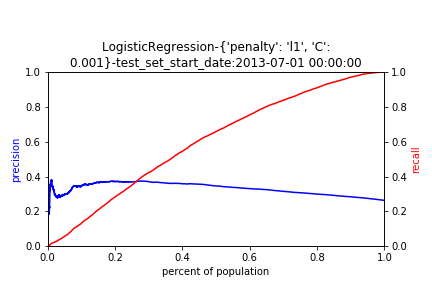 LogisticRegression-{'penalty': 'l1', 'C':
0.001}-test_set_start_date:2013-07-01 00:00:00
1.0
0.8
0.6
0.4
0.2
0.0
precision
1.0
0.8
0.6
0.4
0.2
0.0
recall
0.0 0.2 0.4 0.6 0.8 1.0
percent of population